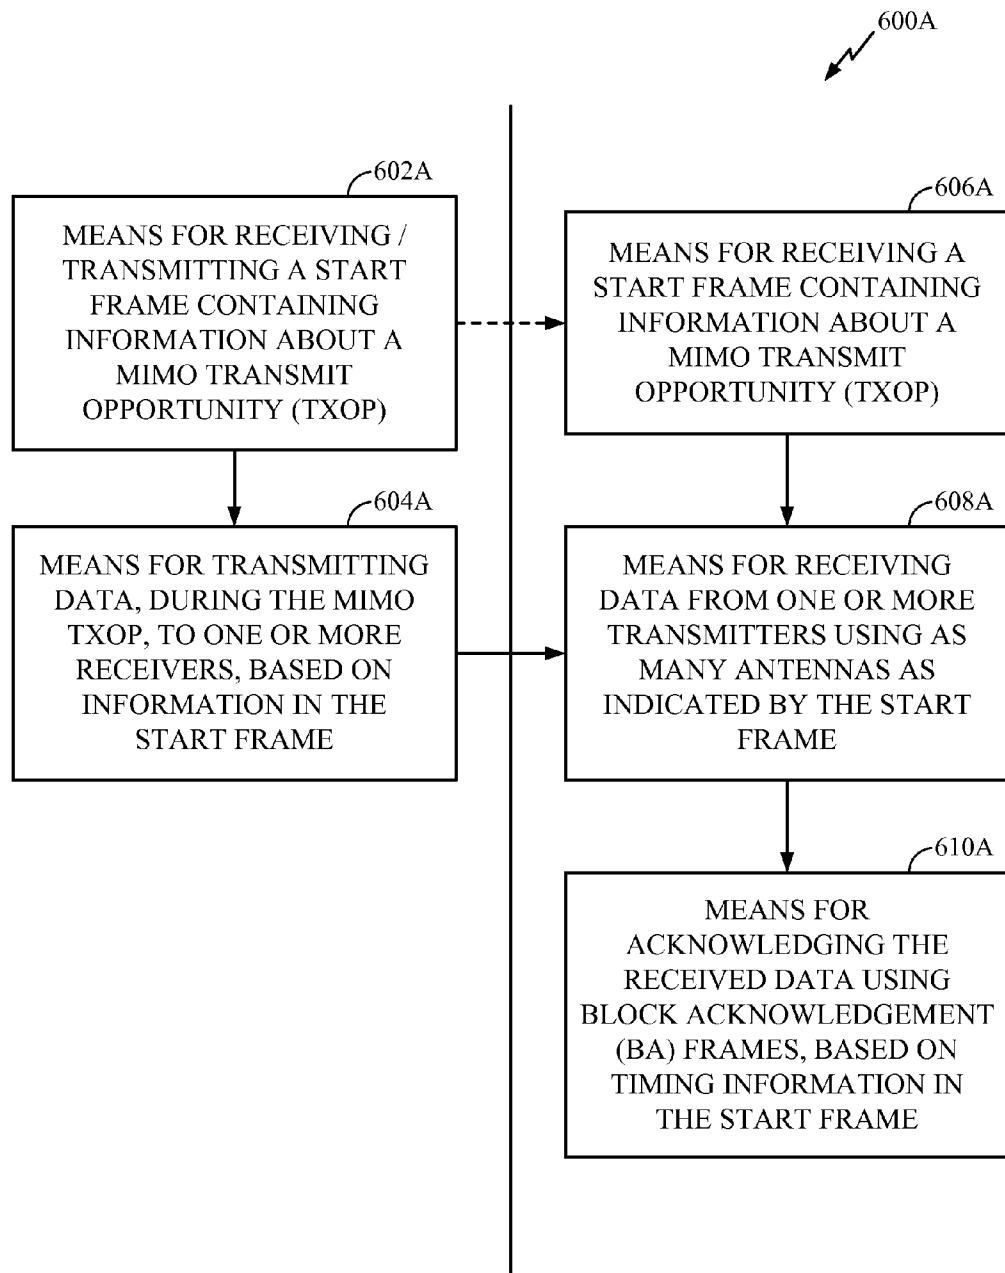 600A
602A
MEANS FOR RECEIVING /
TRANSMITTING A START
FRAME CONTAINING
INFORMATION ABOUT A
MIMO TRANSMIT
OPPORTUNITY (TXOP)
606A
MEANS FOR RECEIVING A
START FRAME CONTAINING
INFORMATION ABOUT A
MIMO TRANSMIT
OPPORTUNITY (TXOP)
604A
MEANS FOR TRANSMITTING
DATA, DURING THE MIMO
TXOP, TO ONE OR MORE
RECEIVERS, BASED ON
INFORMATION IN THE
START FRAME
608A
MEANS FOR RECEIVING
DATA FROM ONE OR MORE
TRANSMITTERS USING AS
MANY ANTENNAS AS
INDICATED BY THE START
FRAME
610A
MEANS FOR
ACKNOWLEDGING THE
RECEIVED DATA USING
BLOCK ACKNOWLEDGEMENT
(BA) FRAMES, BASED ON
TIMING INFORMATION IN
THE START FRAME